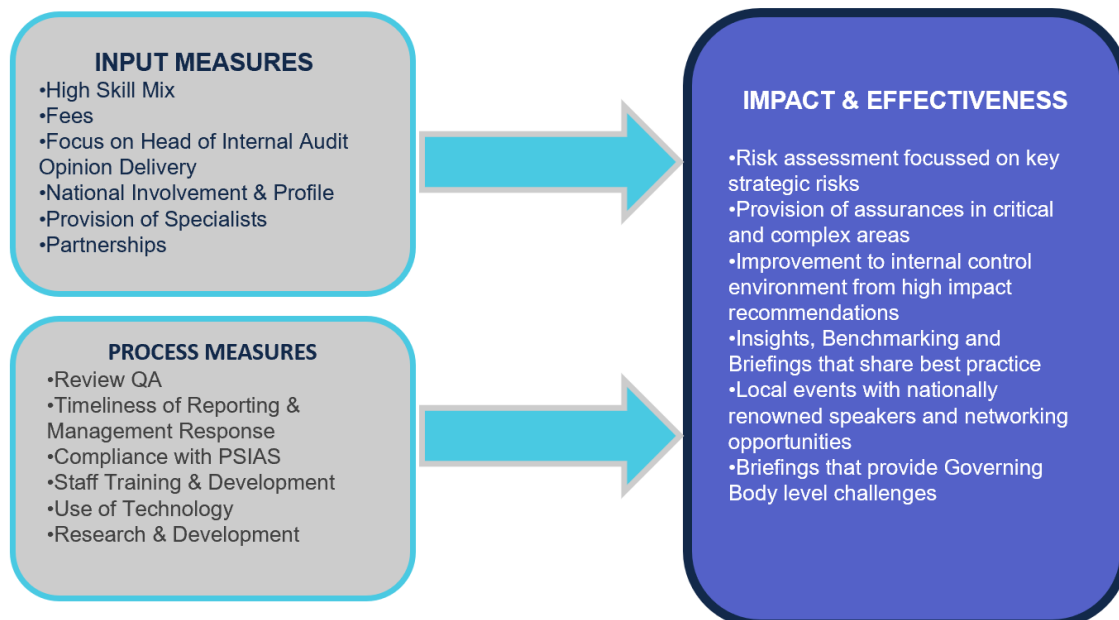 INPUT MEASURES
•High Skill Mix
•Fees
•Focus on Head of Internal Audit
Opinion Delivery
•National Involvement & Profile
•Provision of Specialists
•Partnerships
PROCESS MEASURES
•Review QA
•Timeliness of Reporting &
Management Response
•Compliance with PSIAS
•Staff Training & Development
•Use of Technology
•Research & Development
IMPACT & EFFECTIVENESS
•Risk assessment focussed on key
strategic risks
•Provision of assurances in critical
and complex areas
•Improvement to internal control
environment from high impact
recommendations
•Insights, Benchmarking and
Briefings that share best practice
•Local events with nationally
renowned speakers and networking
opportunities
•Briefings that provide Governing
Body level challenges